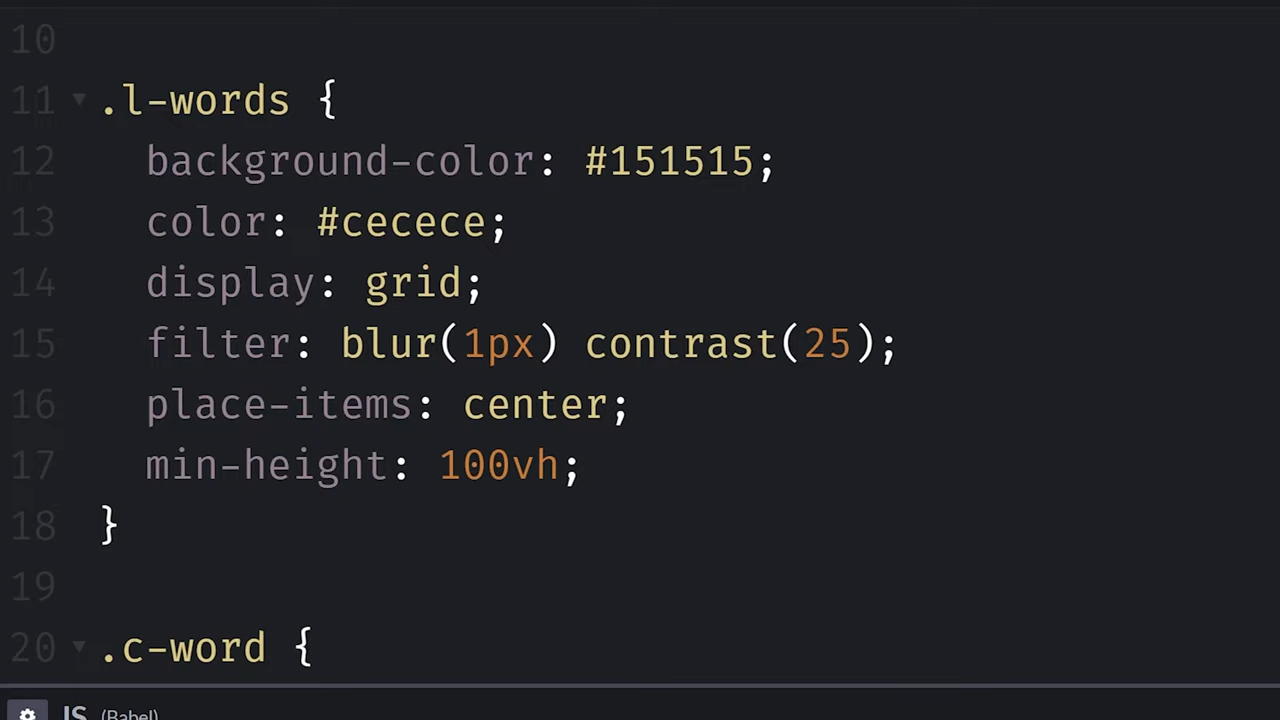 10
11 .l-words {
12 background-color: #151515;
13 color: #cecece;
14 display: grid;
15 filter: blur(1px) contrast(25);
16 place-items: center;
17 min-height: 100vh;
18 }
19
20 .c-word {
JS (Babel)